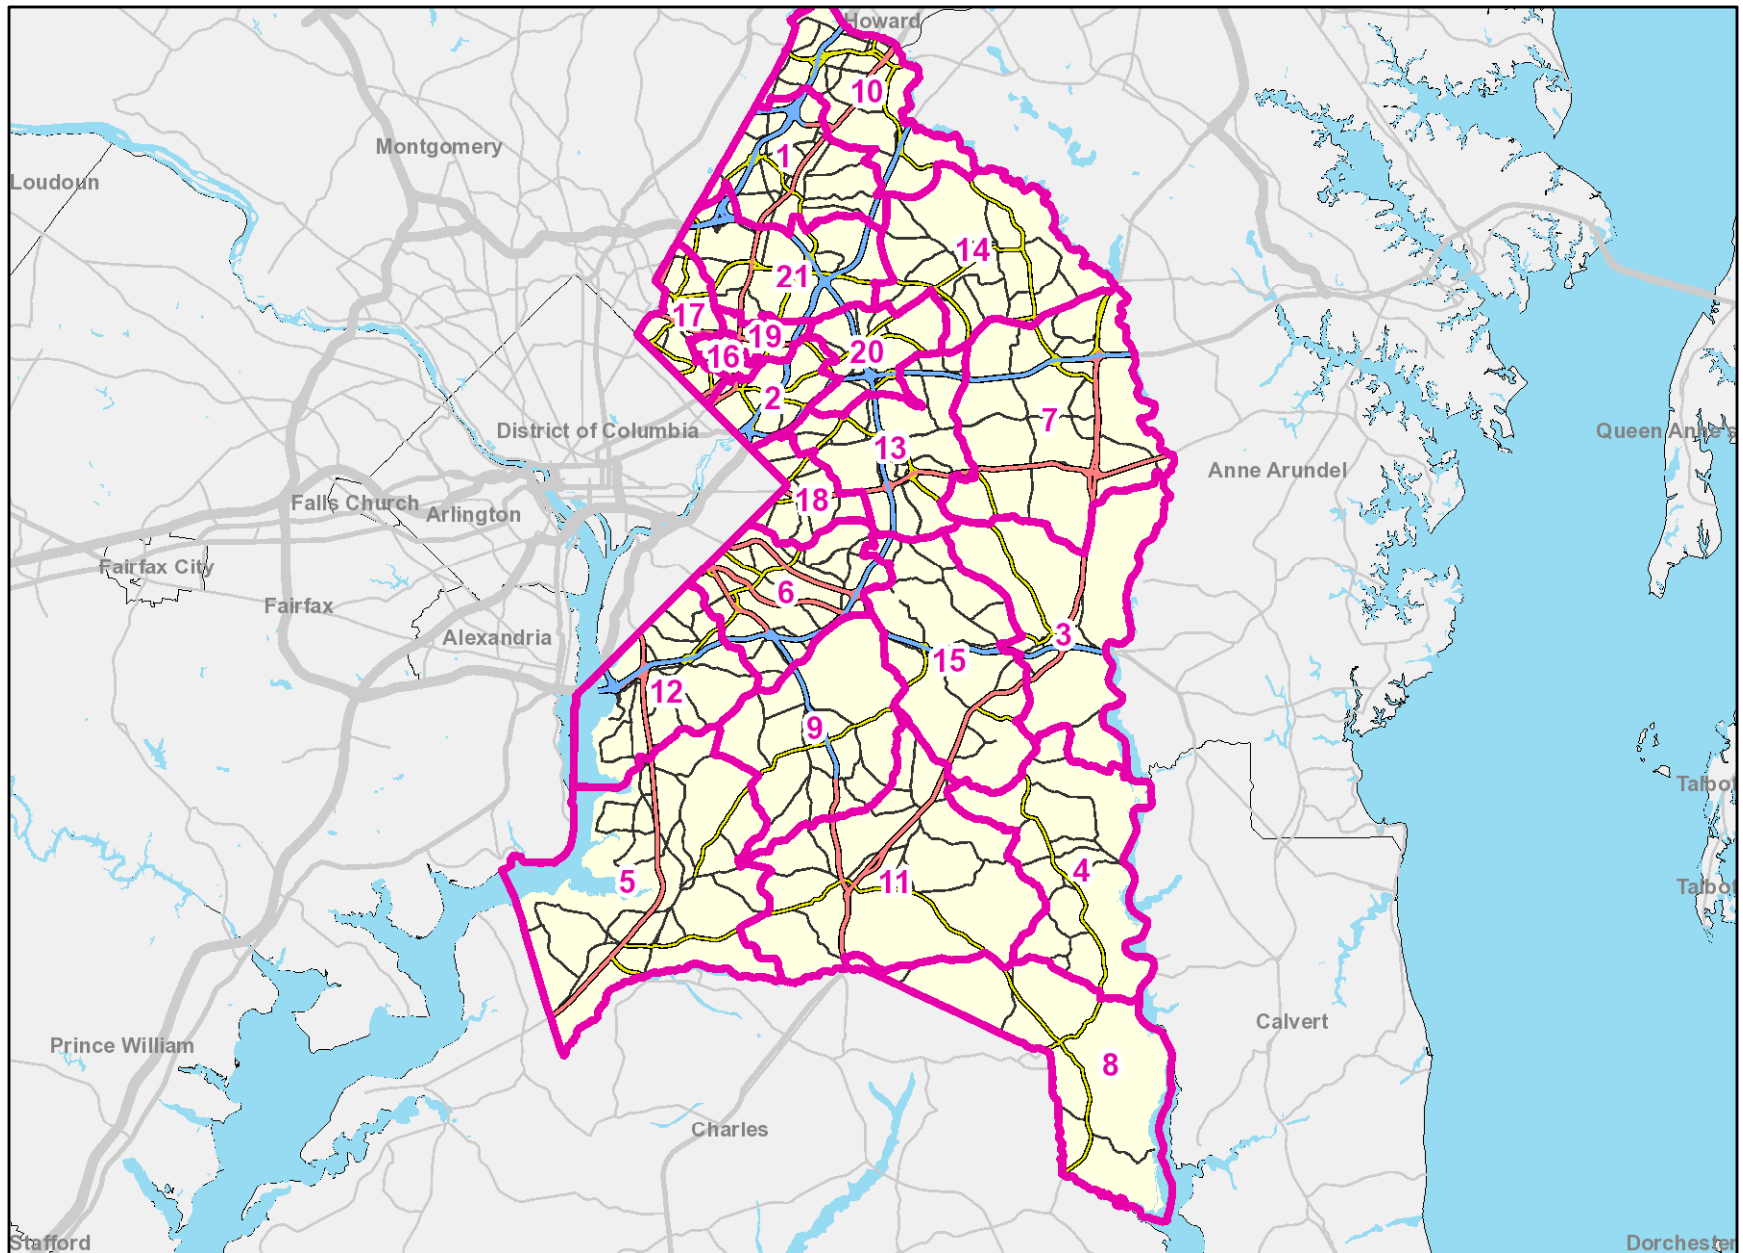 Howard
10
Montgomery
1
Loudoun
14
21
17
19
16
20
2
7
District of Columbia
Queen Anne's
13
Anne Arundel
18
Falls Church
Arlington
Fairfax City
6
Fairfax
Alexandria
3
15
12
9
Talbot
4
11
5
Talbot
Calvert
Prince William
8
Charles
Stafford
Dorchester